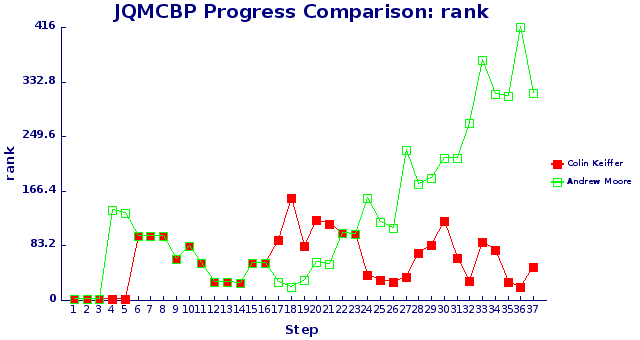 JQMCBP Progress Comparison: rank
416
332.8
249.6
166.4
83.2
0
rank
1 2 3 4 5 6 7 8 9 10 11 12 13 14 15 16 17 18 19 20 21 22 23 24 25 26 27 28 29 30 31 32 33 34 35 36 37
Step
Colin Keiffer
Andrew Moore